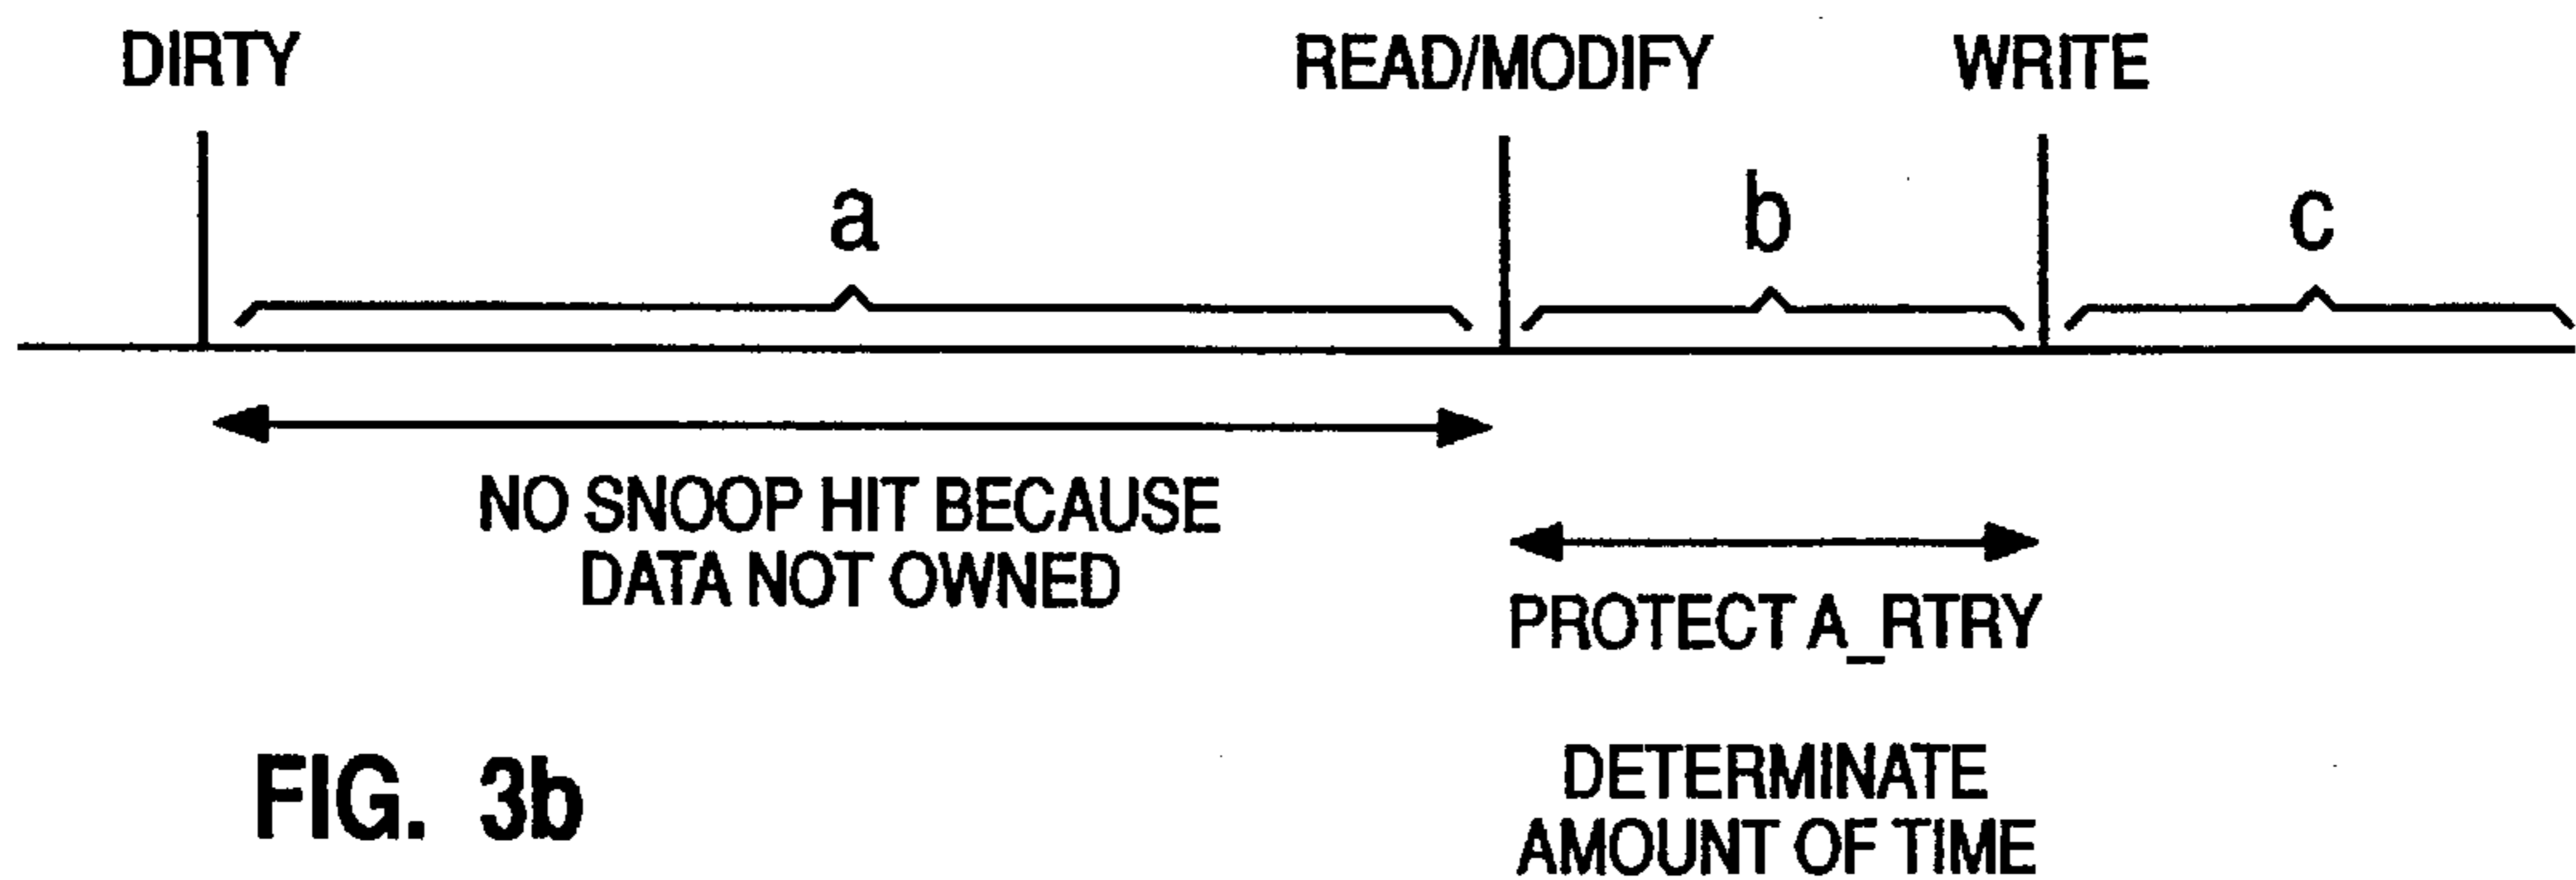 DIRTY
READ/MODIFY
WRITE
a
b
c
NO SNOOP HIT BECAUSE
DATA NOT OWNED
PROTECT A_RTRY
DETERMINATE
AMOUNT OF TIME
FIG. 3b